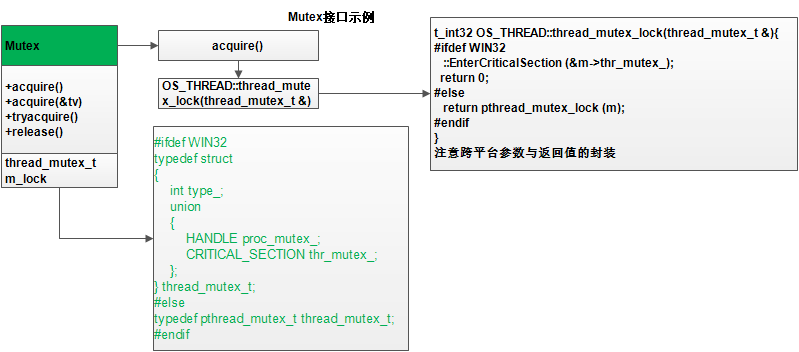 Mutex接口示例
Mutex
+acquire()
+acquire(&tv)
+tryacquire()
+release()
thread_mutex_t
m_lock
acquire()
OS_THREAD::thread_mute
x_lock(thread_mutex_t &)
t_int32 OS_THREAD::thread_mutex_lock(thread_mutex_t &){
#ifdef WIN32
::EnterCriticalSection (&m->thr_mutex_);
return 0;
#else
return pthread_mutex_lock (m);
#endif
}
注意跨平台参数与返回值的封装
#ifdef WIN32
typedef struct
{
int type_;
union
{
HANDLE proc_mutex_;
CRITICAL_SECTION thr_mutex_;
};
} thread_mutex_t;
#else
typedef pthread_mutex_t thread_mutex_t;
#endif